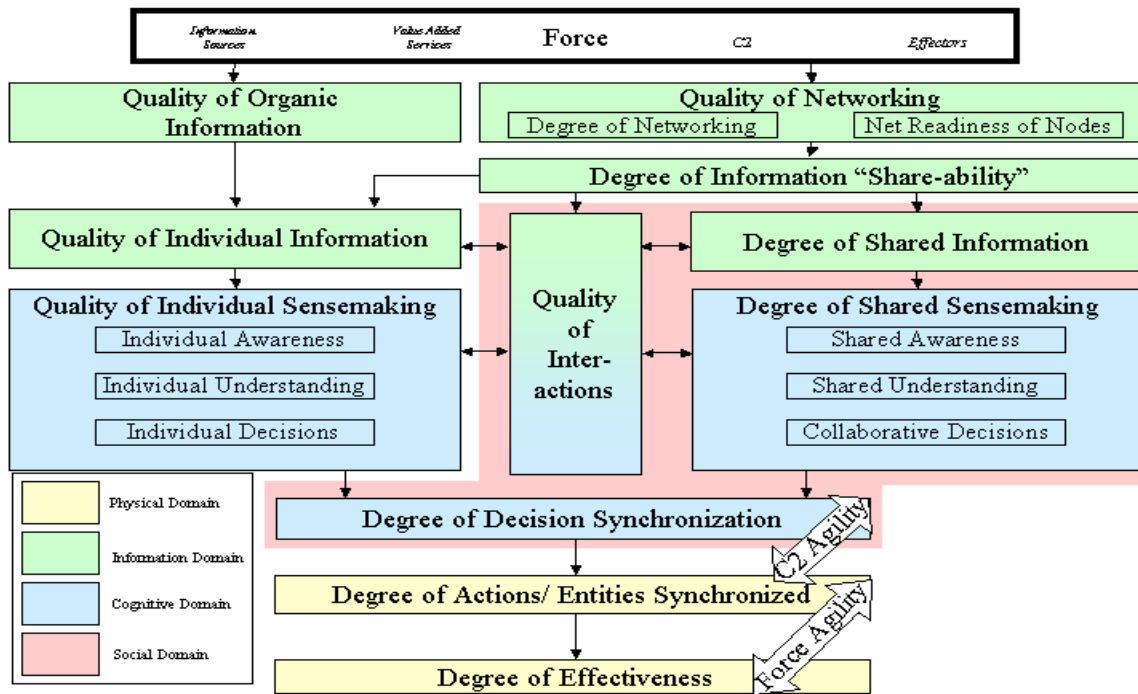 Information
Sources
Value Added
Services
Force
C2
Effectors
Quality of Organic
Information
Quality of Networking
Degree of Networking
Net Readiness of Nodes
Degree of Information “Share-ability”
Quality of Individual Information
Degree of Shared Information
Quality of Individual Sensemaking
Individual Awareness
Individual Understanding
Individual Decisions
Quality
of
Inter-
actions
Degree of Shared Sensemaking
Shared Awareness
Shared Understanding
Collaborative Decisions
Physical Domain
Information Domain
Cognitive Domain
Social Domain
Degree of Decision Synchronization
C2 Agility
Degree of Actions/ Entities Synchronized
Force Agility
Degree of Effectiveness